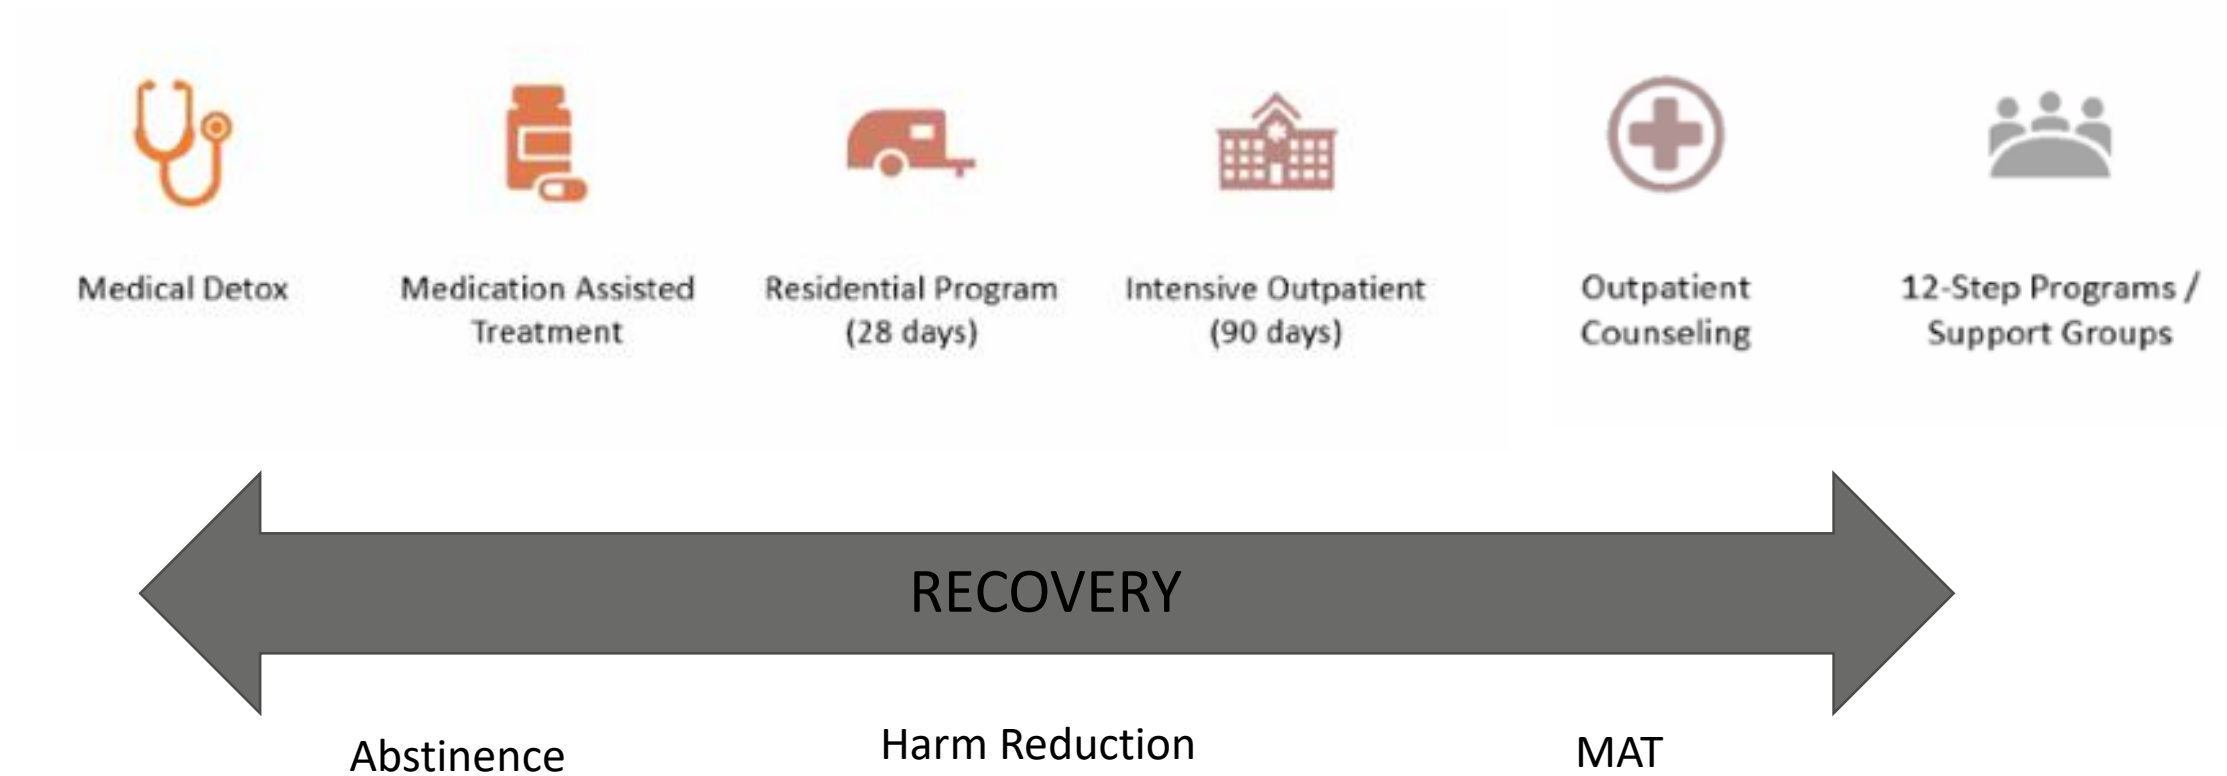 Medical Detox
Medication Assisted
Treatment
Residential Program
(28 days)
Intensive Outpatient
(90 days)
Outpatient
Counseling
12-Step Programs /
Support Groups
RECOVERY
Abstinence
Harm Reduction
MAT